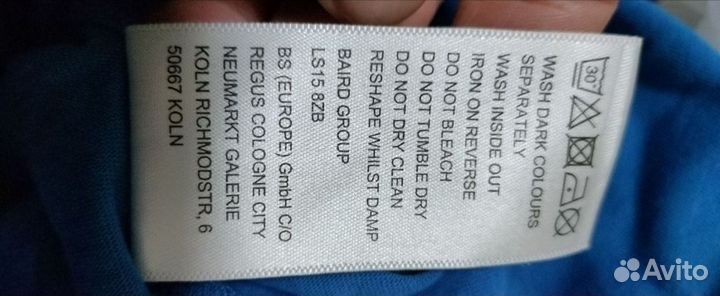 30°
WASH DARK COLOURS
SEPARATELY
WASH INSIDE OUT
IRON ON REVERSE
DO NOT BLEACH
DO NOT TUMBLE DRY
DO NOT DRY CLEAN
RESHAPE WHILST DAMP
BAIRD GROUP
LS15 8ZB
BS (EUROPE) GmbH C/O
REGUS COLOGNE CITY
NEUMARKT GALERIE
KOLN RICHMODSTR, 6
50667 KOLN
Avito